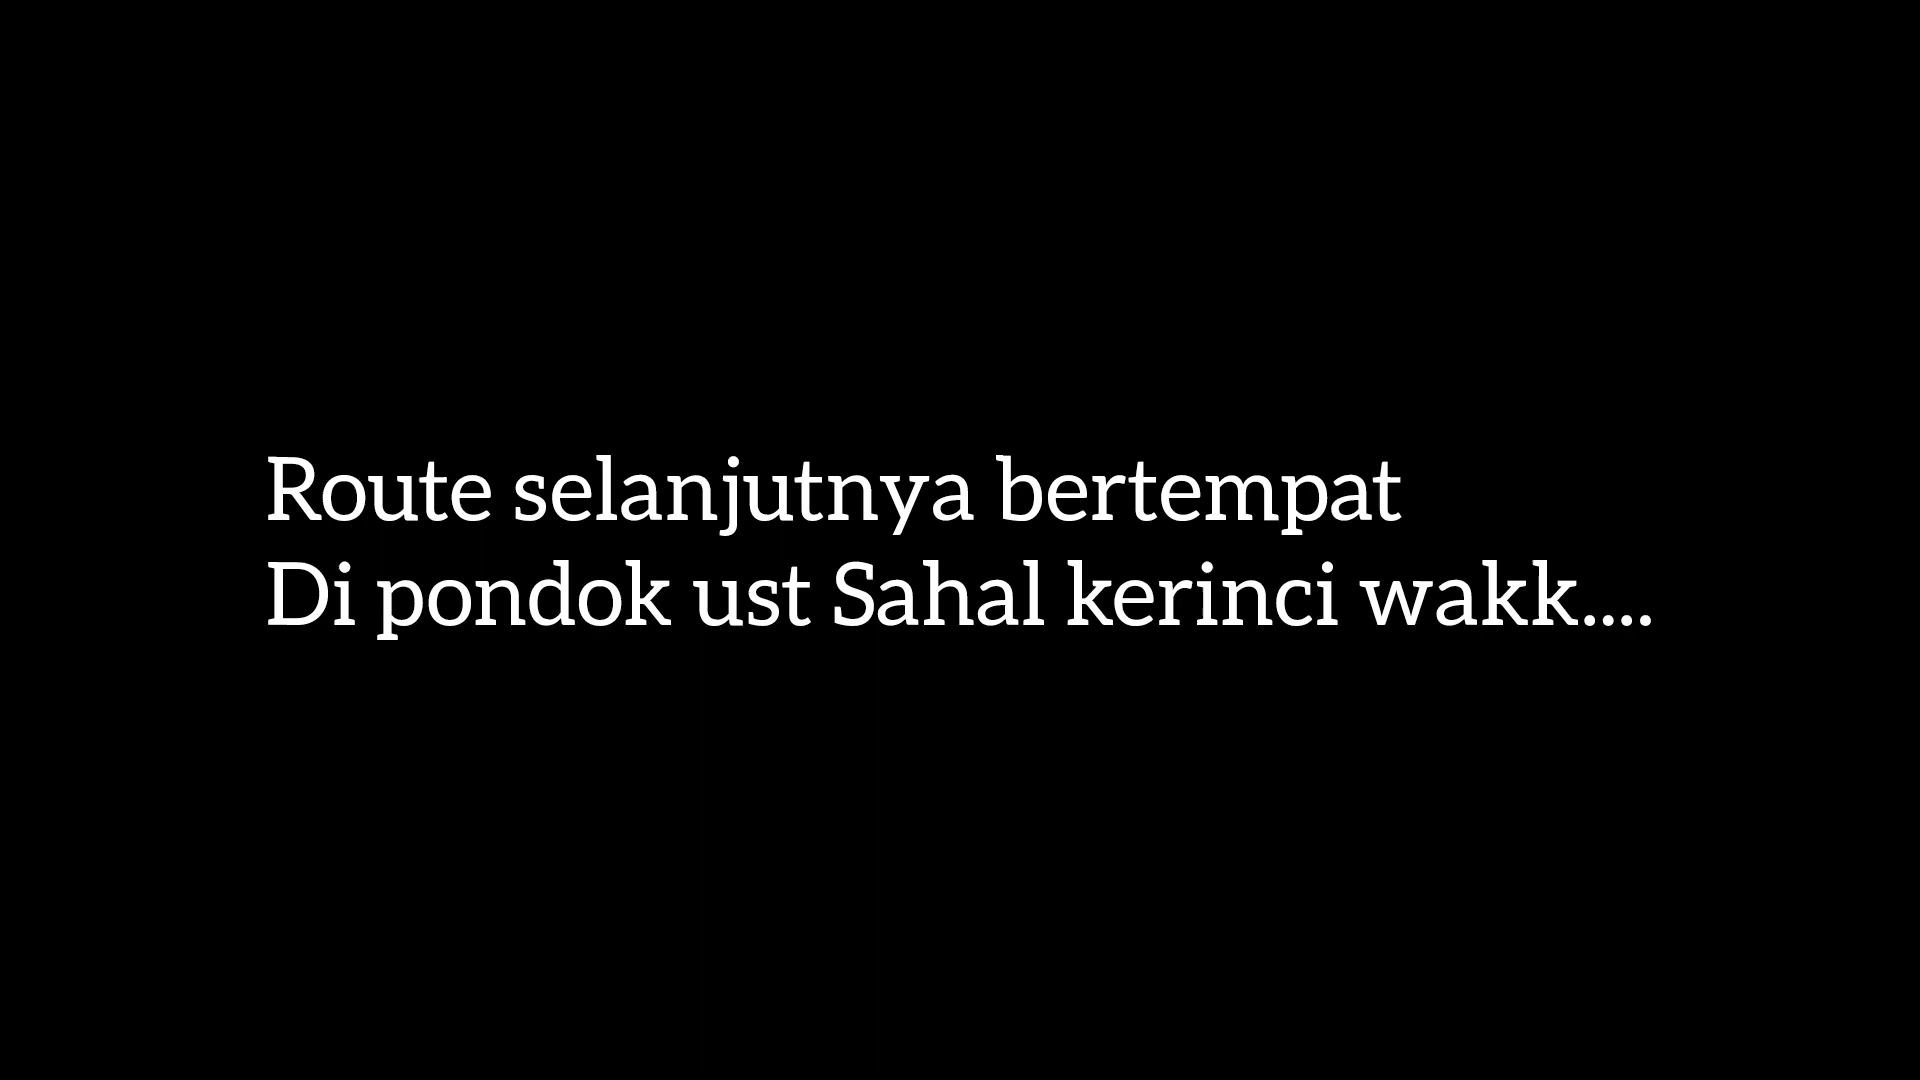 Route selanjutnya bertempat
Di pondok ust Sahal kerinci wakk....